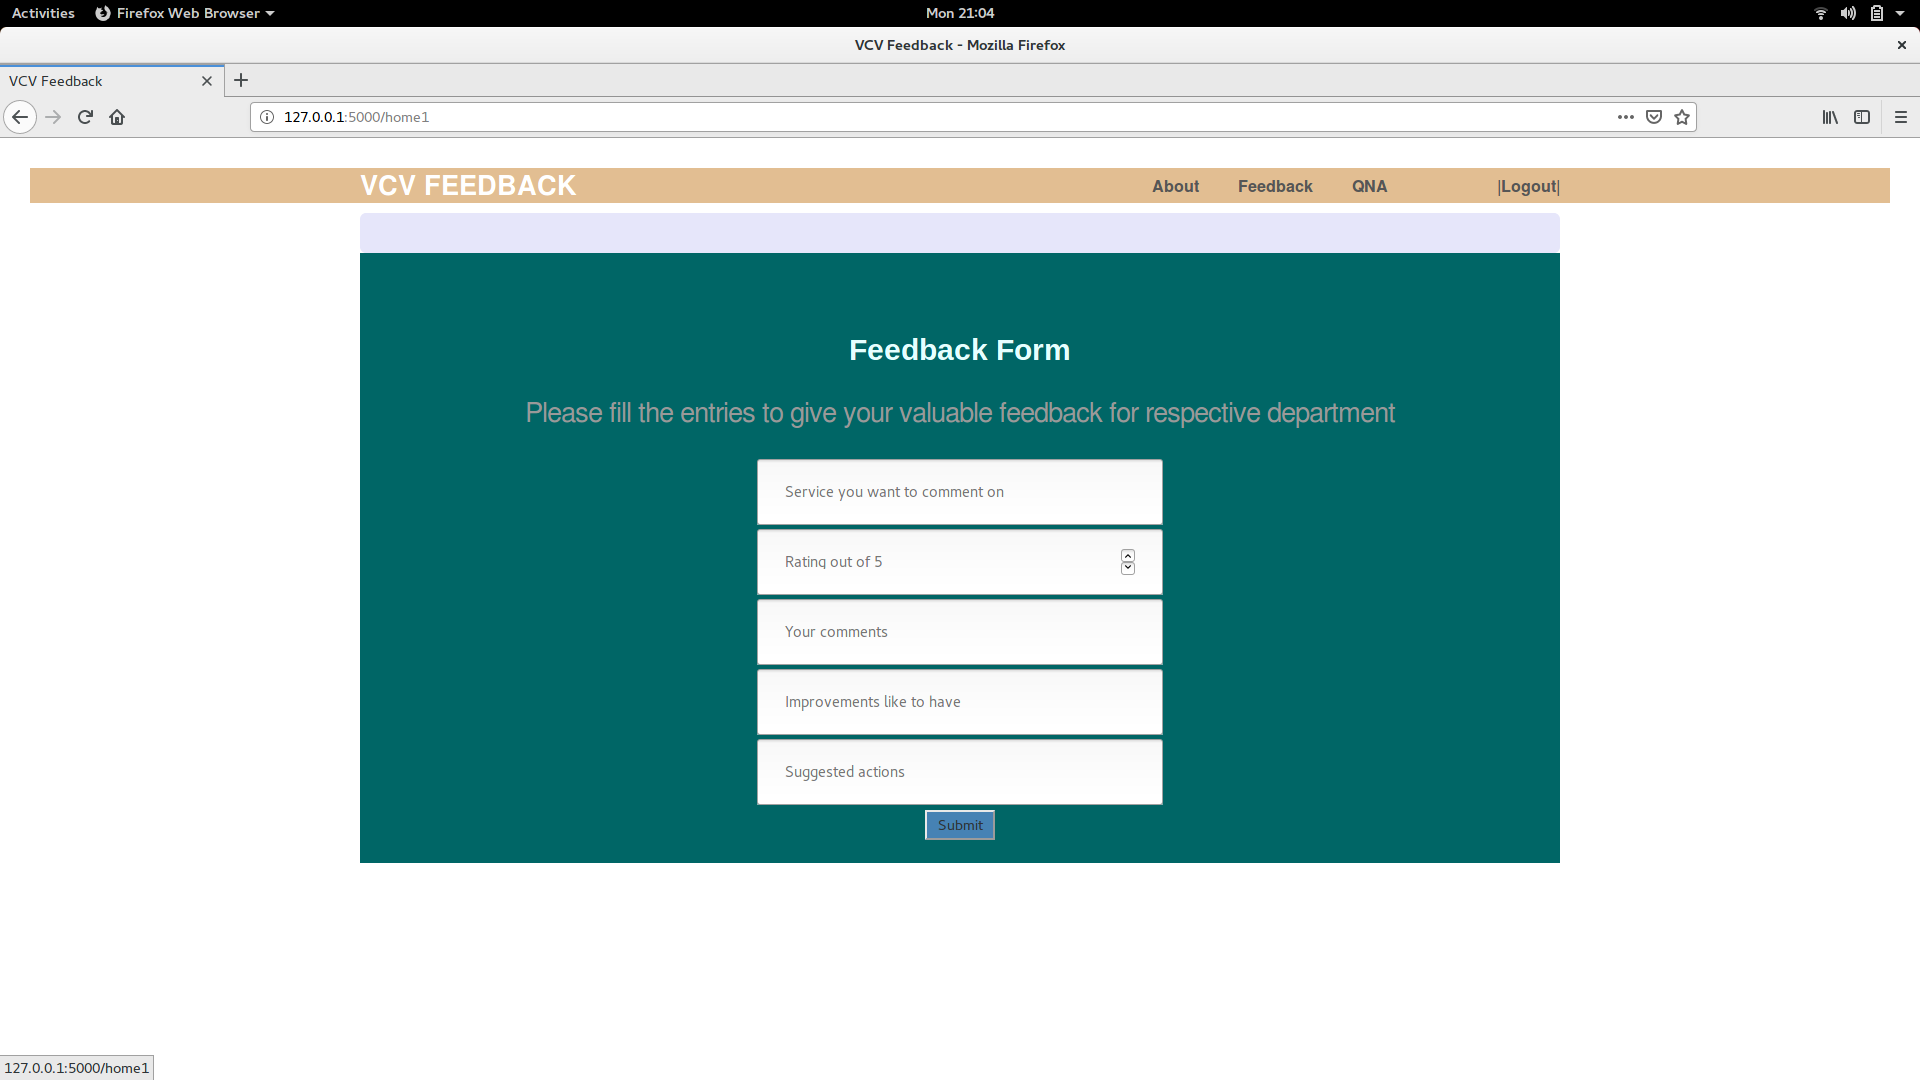 Activities Firefox Web Browser Mon 21:04
VCV Feedback - Mozilla Firefox
VCV Feedback
127.0.0.1:5000/home1
VCV FEEDBACK About Feedback QNA |Logout|
Feedback Form
Please fill the entries to give your valuable feedback for respective department
Service you want to comment on
Rating out of 5
Your comments
Improvements like to have
Suggested actions
Submit
127.0.0.1:5000/home1